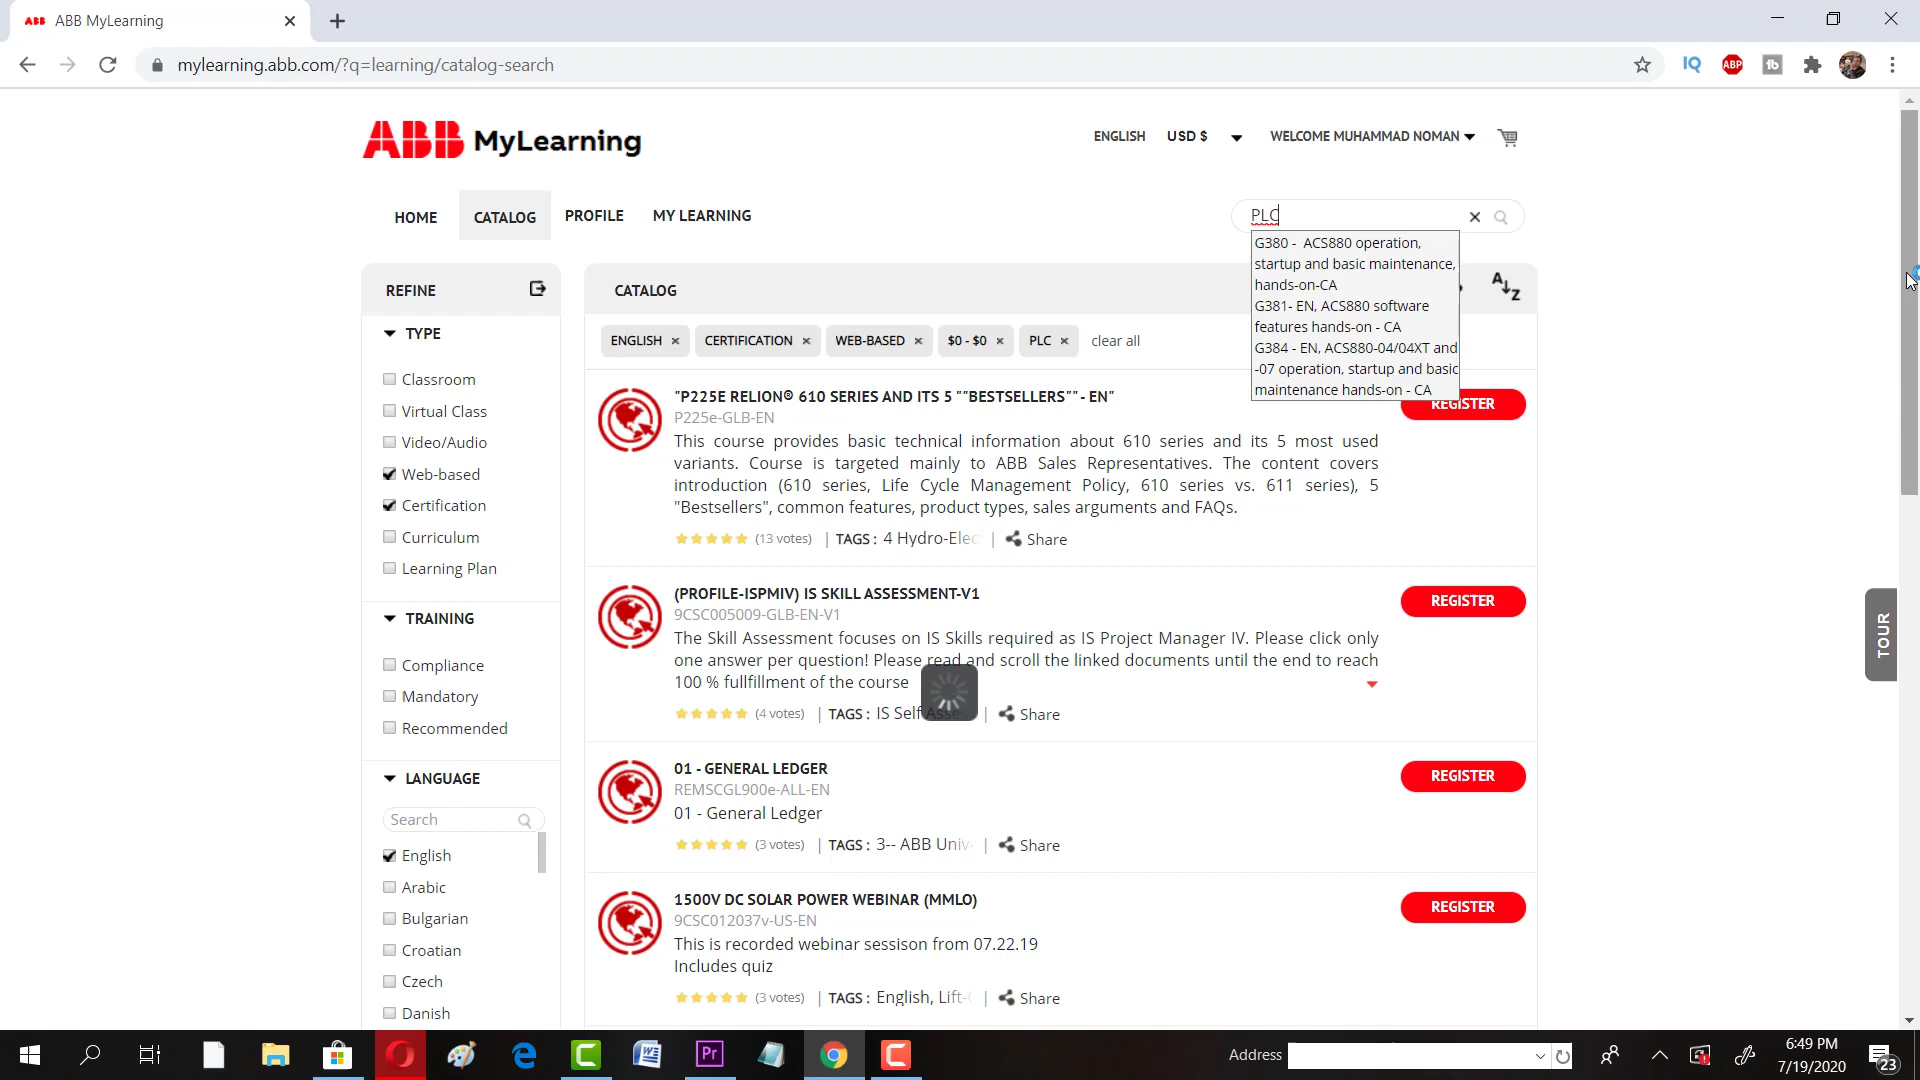 ABB ABB MyLearning
mylearning.abb.com/?q=learning/catalog-search
IQ ABP tb
ABB MyLearning
ENGLISH USD $ WELCOME MUHAMMAD NOMAN
HOME CATALOG PROFILE MY LEARNING
PLC
G380 - ACS880 operation,
startup and basic maintenance,
hands-on-CA
G381- EN, ACS880 software
features hands-on - CA
G384 - EN, ACS880-04/04XT and
-07 operation, startup and basic
maintenance hands-on - CA
REFINE
TYPE
Classroom
Virtual Class
Video/Audio
Web-based
Certification
Curriculum
Learning Plan
TRAINING
Compliance
Mandatory
Recommended
LANGUAGE
Search
English
Arabic
Bulgarian
Croatian
Czech
Danish
CATALOG
A Z
ENGLISH × CERTIFICATION × WEB-BASED × $0 - $0 × PLC × clear all
"P225E RELION® 610 SERIES AND ITS 5 ""BESTSELLERS"" - EN"
REGISTER
P225e-GLB-EN
This course provides basic technical information about 610 series and its 5 most used
variants. Course is targeted mainly to ABB Sales Representatives. The content covers
introduction (610 series, Life Cycle Management Policy, 610 series vs. 611 series), 5
"Bestsellers", common features, product types, sales arguments and FAQs.
(13 votes) | TAGS : 4 Hydro-Elec | Share
(PROFILE-ISPMIV) IS SKILL ASSESSMENT-V1
REGISTER
9CSC005009-GLB-EN-V1
The Skill Assessment focuses on IS Skills required as IS Project Manager IV. Please click only
one answer per question! Please read and scroll the linked documents until the end to reach
100 % fullfillment of the course
(4 votes) | TAGS : IS Self Asse | Share
01 - GENERAL LEDGER
REGISTER
REMSCGL900e-ALL-EN
01 - General Ledger
(3 votes) | TAGS : 3-- ABB Univ | Share
1500V DC SOLAR POWER WEBINAR (MMLO)
REGISTER
9CSC012037v-US-EN
This is recorded webinar sessison from 07.22.19
Includes quiz
(3 votes) | TAGS : English, Lift- | Share
TOUR
Address
6:49 PM
7/19/2020
23